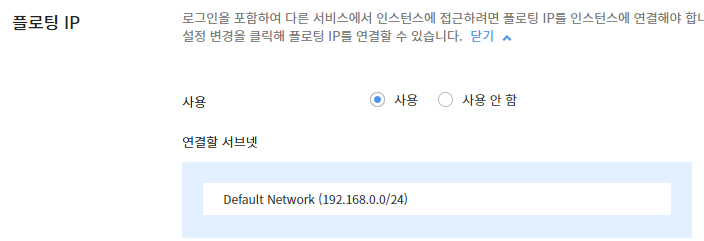 플로팅 IP
로그인을 포함하여 다른 서비스에서 인스턴스에 접근하려면 플로팅 IP를 인스턴스에 연결해야 합니
설정 변경을 클릭해 플로팅 IP를 연결할 수 있습니다. 닫기
사용 사용 사용 안 함
연결할 서브넷
Default Network (192.168.0.0/24)